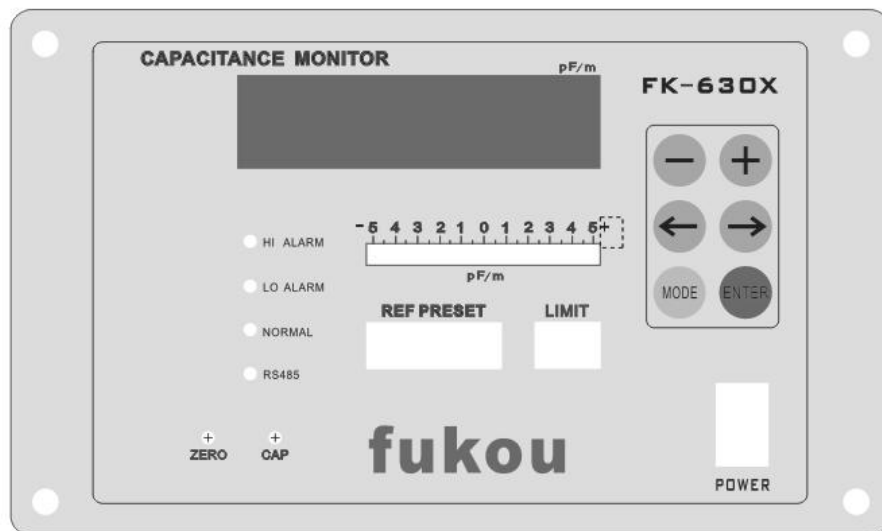 CAPACITANCE MONITOR
pF/m
FK-630X
- +
- 5 4 3 2 1 0 1 2 3 4 5 +
← →
HI ALARM
pF/m
LO ALARM
MODE ENTER
REF PRESET LIMIT
NORMAL
RS485
+ +
ZERO CAP
fukou
POWER